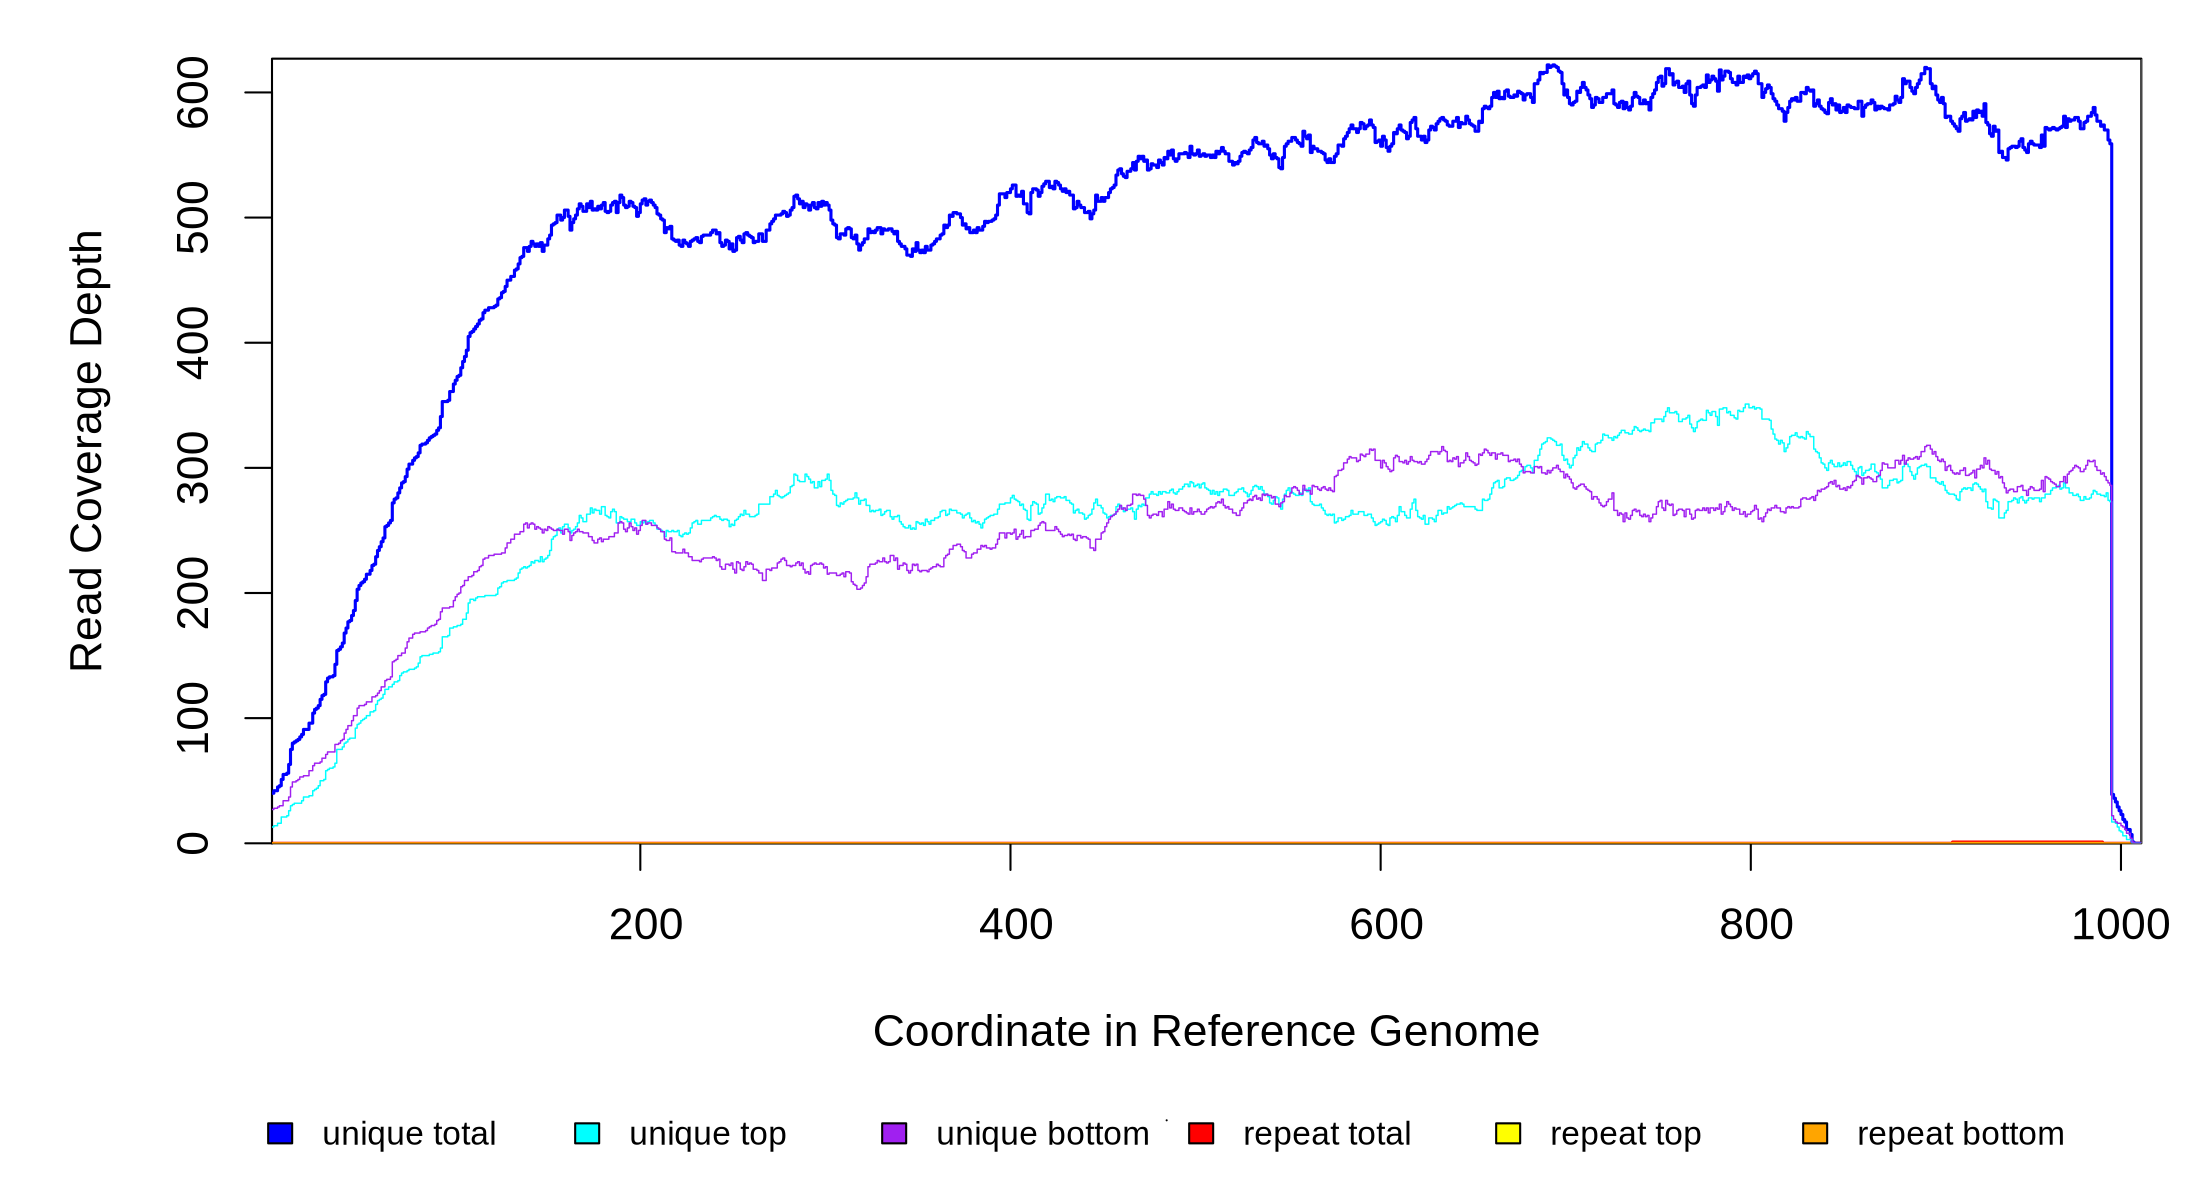 600
500
400
300
200
100
0
Read Coverage Depth
200 400 600 800 1000
Coordinate in Reference Genome
unique total unique top unique bottom repeat total repeat top repeat bottom